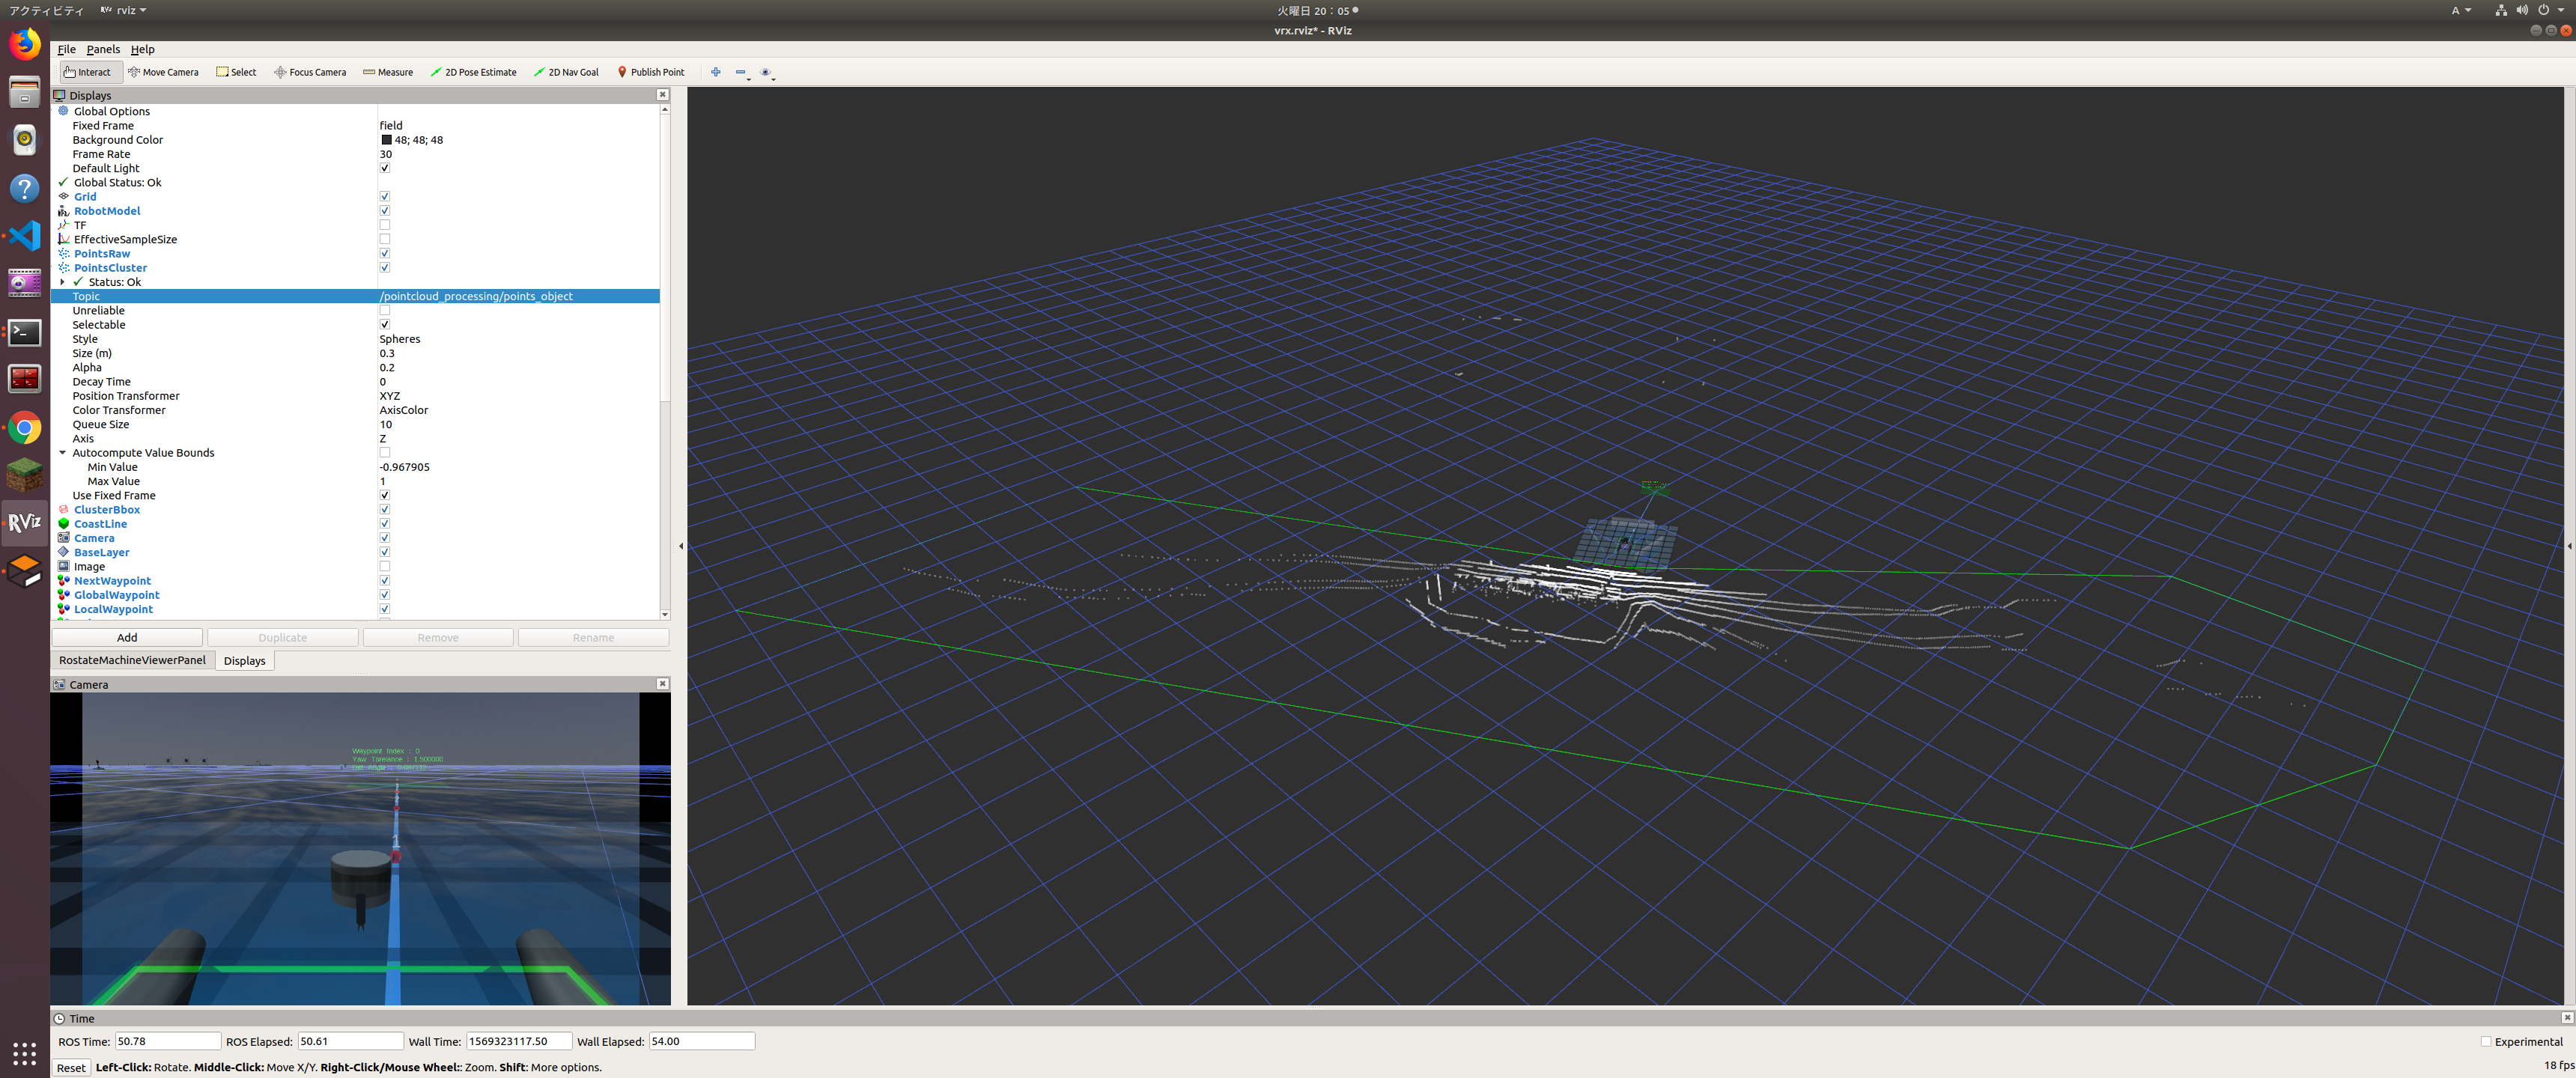 アクティビティ RViz rviz 火曜日 20：05 A
vrx.rviz* - RViz
File Panels Help
Interact Move Camera Select Focus Camera Measure 2D Pose Estimate 2D Nav Goal Publish Point
Displays
Global Options
Fixed Frame field
Background Color 48; 48; 48
Frame Rate 30
Default Light
Global Status: Ok
Grid
RobotModel
TF
EffectiveSampleSize
PointsRaw
PointsCluster
Status: Ok
Topic /pointcloud_processing/points_object
Unreliable
Selectable
Style Spheres
Size (m) 0.3
Alpha 0.2
Decay Time 0
Position Transformer XYZ
Color Transformer AxisColor
Queue Size 10
Axis Z
Autocompute Value Bounds
Min Value -0.967905
Max Value 1
Use Fixed Frame
ClusterBbox
CoastLine
Camera
BaseLayer
Image
NextWaypoint
GlobalWaypoint
LocalWaypoint
Add Duplicate Remove Rename
RostateMachineViewerPanel Displays
Camera
Waypoint Index : 0
Yaw Torelance : 1.500000
1
RViz
Time
ROS Time: 50.78 ROS Elapsed: 50.61 Wall Time: 1569323117.50 Wall Elapsed: 54.00 Experimental
Reset Left-Click: Rotate. Middle-Click: Move X/Y. Right-Click/Mouse Wheel:: Zoom. Shift: More options. 18 fps